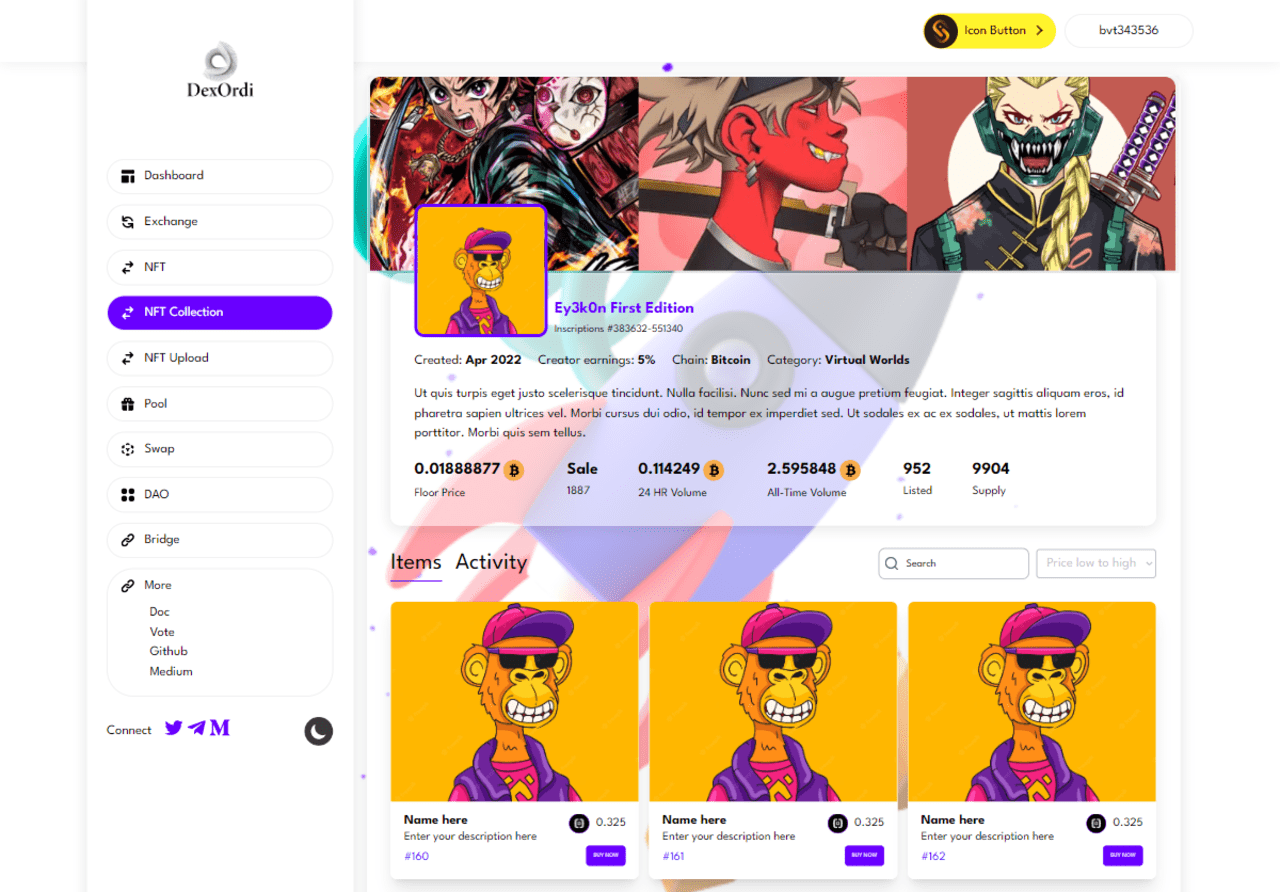 Icon Button
bvt343536
DexOrdi
Dashboard
Exchange
NFT
NFT Collection
NFT Upload
Pool
Swap
DAO
Bridge
More
Doc
Vote
Github
Medium
Connect
Ey3k0n First Edition
Inscriptions #383632-551340
Created: Apr 2022 Creator earnings: 5% Chain: Bitcoin Category: Virtual Worlds
Ut quis turpis eget justo scelerisque tincidunt. Nulla facilisi. Nunc sed mi a augue pretium feugiat. Integer sagittis aliquam eros, id
pharetra sapien ultrices vel. Morbi cursus dui odio, id tempor ex imperdiet sed. Ut sodales ex ac ex sodales, ut mattis lorem
porttitor. Morbi quis sem tellus.
0.01888877 Sale 0.114249 2.595848 952 9904
Floor Price 1887 24 HR Volume All-Time Volume Listed Supply
Items Activity
Search
Price low to high
Name here 0.325
Enter your description here
#160 BUY NOW
Name here 0.325
Enter your description here
#161 BUY NOW
Name here 0.325
Enter your description here
#162 BUY NOW